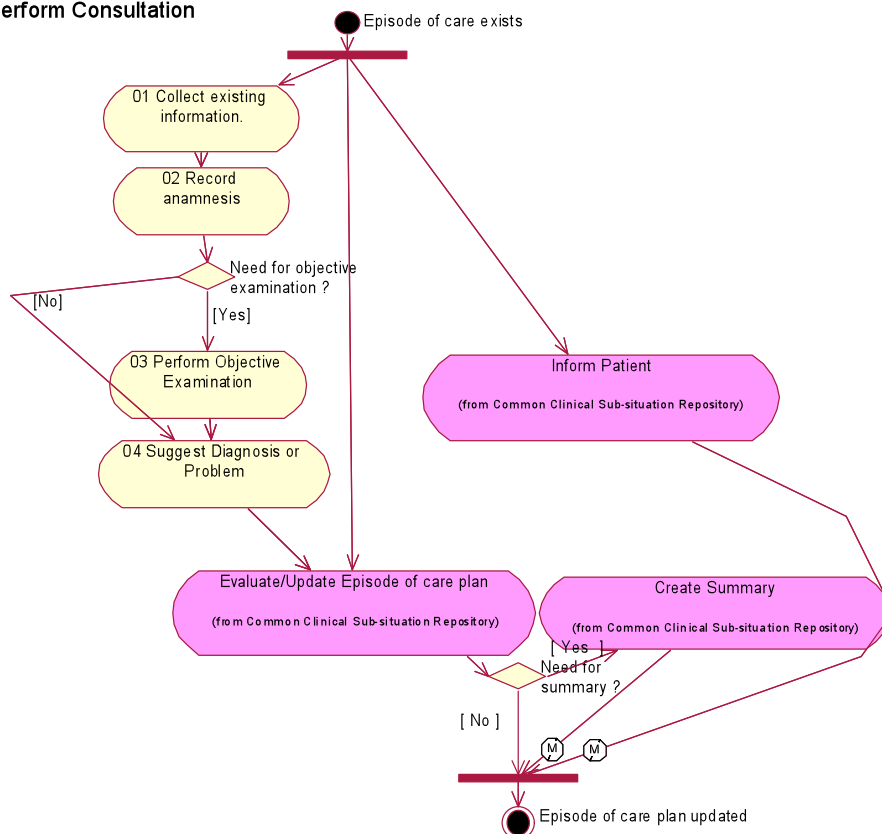 erform Consultation
Episode of care exists
01 Collect existing
information.
02 Record
anamnesis
Need for objective
examination ?
[No]
[Yes]
03 Perform Objective
Examination
Inform Patient
(from Common Clinical Sub-situation Repository)
04 Suggest Diagnosis or
Problem
Evaluate/Update Episode of care plan
(from Common Clinical Sub-situation Repository)
Create Summary
(from Common Clinical Sub-situation Repository)
[ Yes ]
Need for
summary ?
[ No ]
M
M
Episode of care plan updated